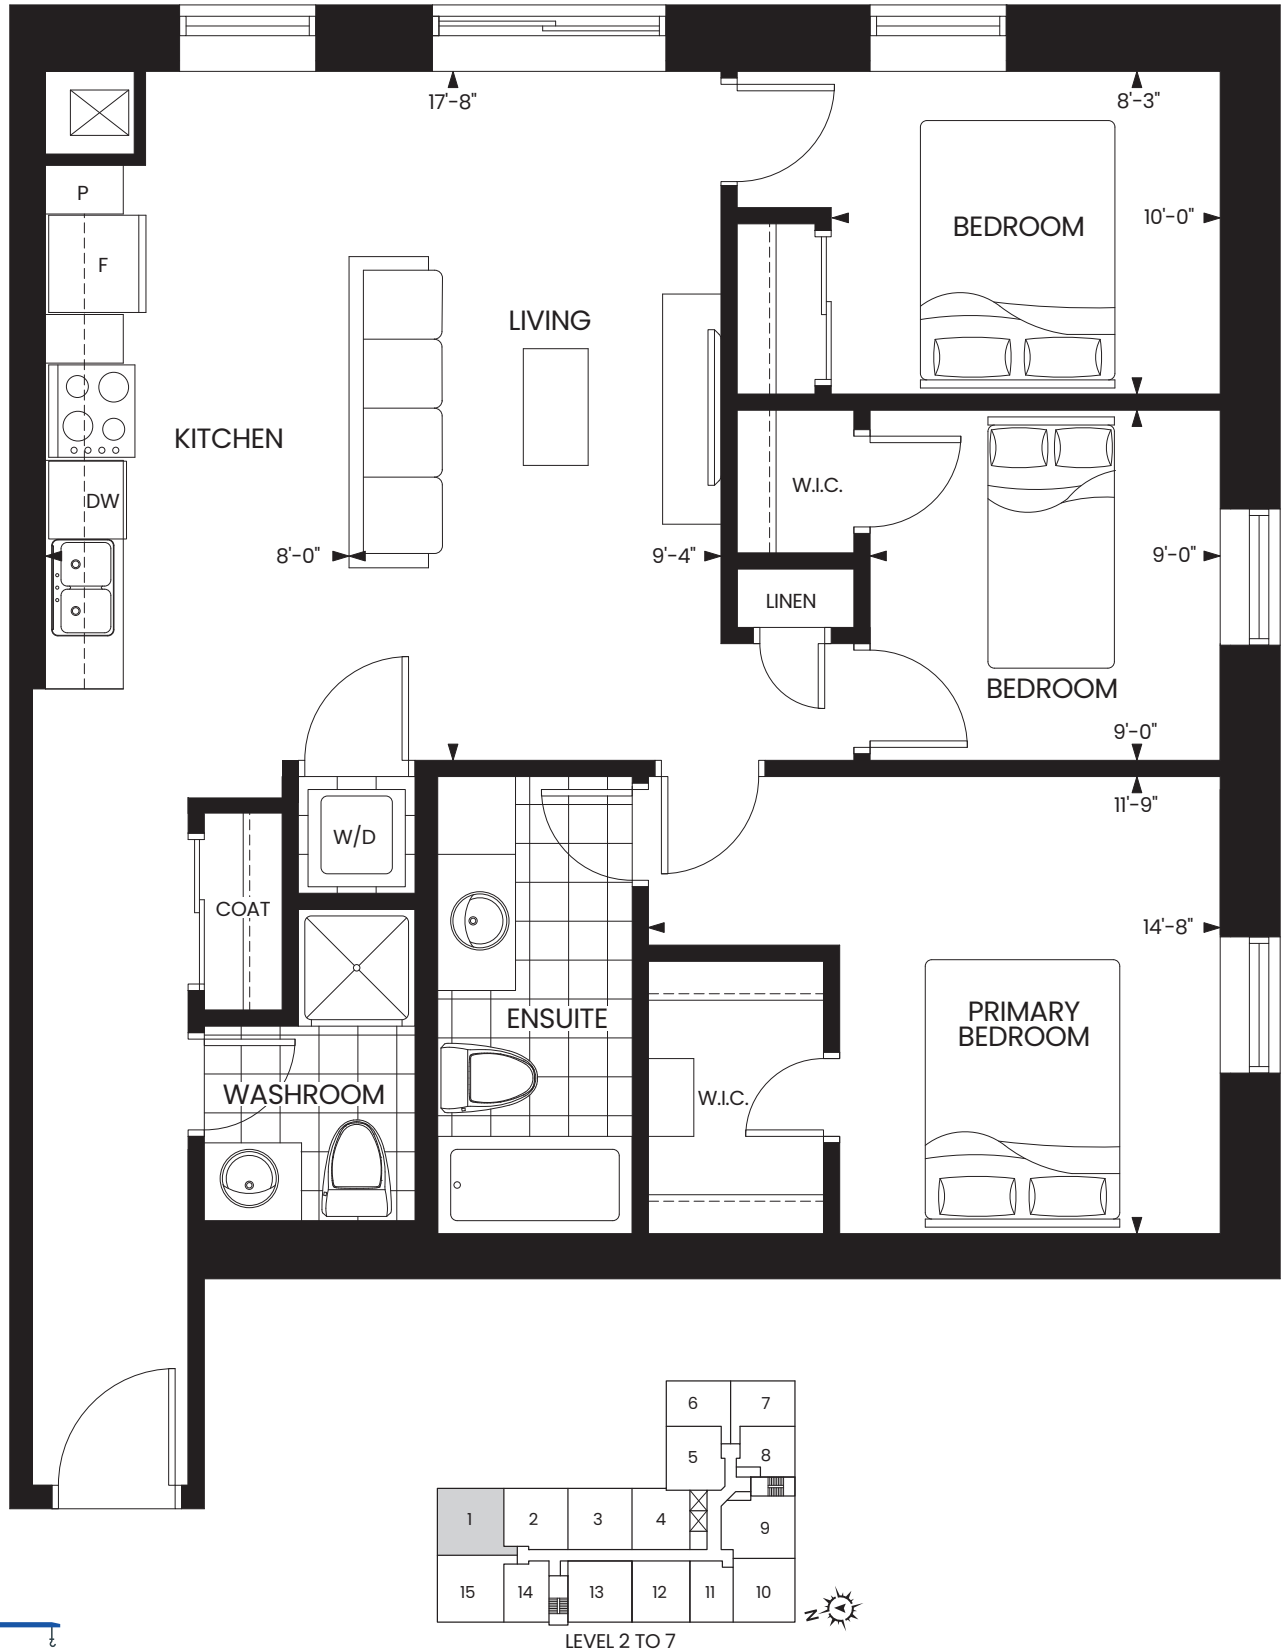 17'-8"
8'-3"
P
10'-0"
BEDROOM
F
LIVING
KITCHEN
W.I.C.
DW
8'-0"
9'-4"
9'-0"
LINEN
BEDROOM
9'-0"
11'-9"
W/D
COAT
14'-8"
ENSUITE
PRIMARY
BEDROOM
WASHROOM
W.I.C.
6
7
5
8
1
2
3
4
9
15
14
13
12
11
10
N
LEVEL 2 TO 7